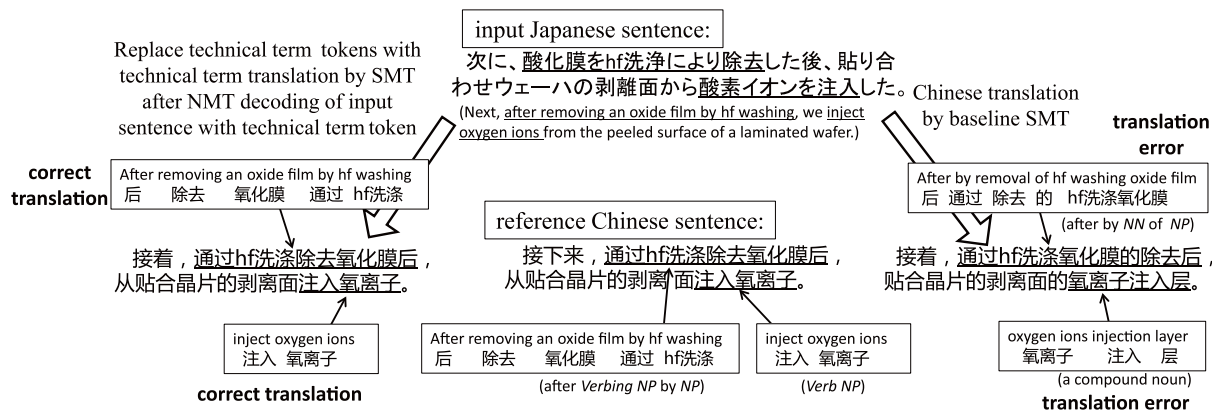 input Japanese sentence:
次に、酸化膜をhf洗浄により除去した後、貼り合
わせウェーハの剥離面から酸素イオンを注入した。
(Next, after removing an oxide film by hf washing, we inject
oxygen ions from the peeled surface of a laminated wafer.)
Replace technical term tokens with
technical term translation by SMT
after NMT decoding of input
sentence with technical term token
Chinese translation
by baseline SMT
correct
translation
After removing an oxide film by hf washing
后 除去 氧化膜 通过 hf洗涤
接着，通过hf洗涤除去氧化膜后，
从贴合晶片的剥离面注入氧离子。
inject oxygen ions
注入 氧离子
correct translation
reference Chinese sentence:
接下来，通过hf洗涤除去氧化膜后，
从贴合晶片的剥离面注入氧离子。
After removing an oxide film by hf washing
后 除去 氧化膜 通过 hf洗涤
(after Verbing NP by NP)
inject oxygen ions
注入 氧离子
(Verb NP)
translation
error
After by removal of hf washing oxide film
后 通过 除去 的 hf洗涤氧化膜
(after by NN of NP)
接着，通过hf洗涤氧化膜的除去后，
贴合晶片的剥离面的氧离子注入层。
oxygen ions injection layer
氧离子 注入 层
(a compound noun)
translation error